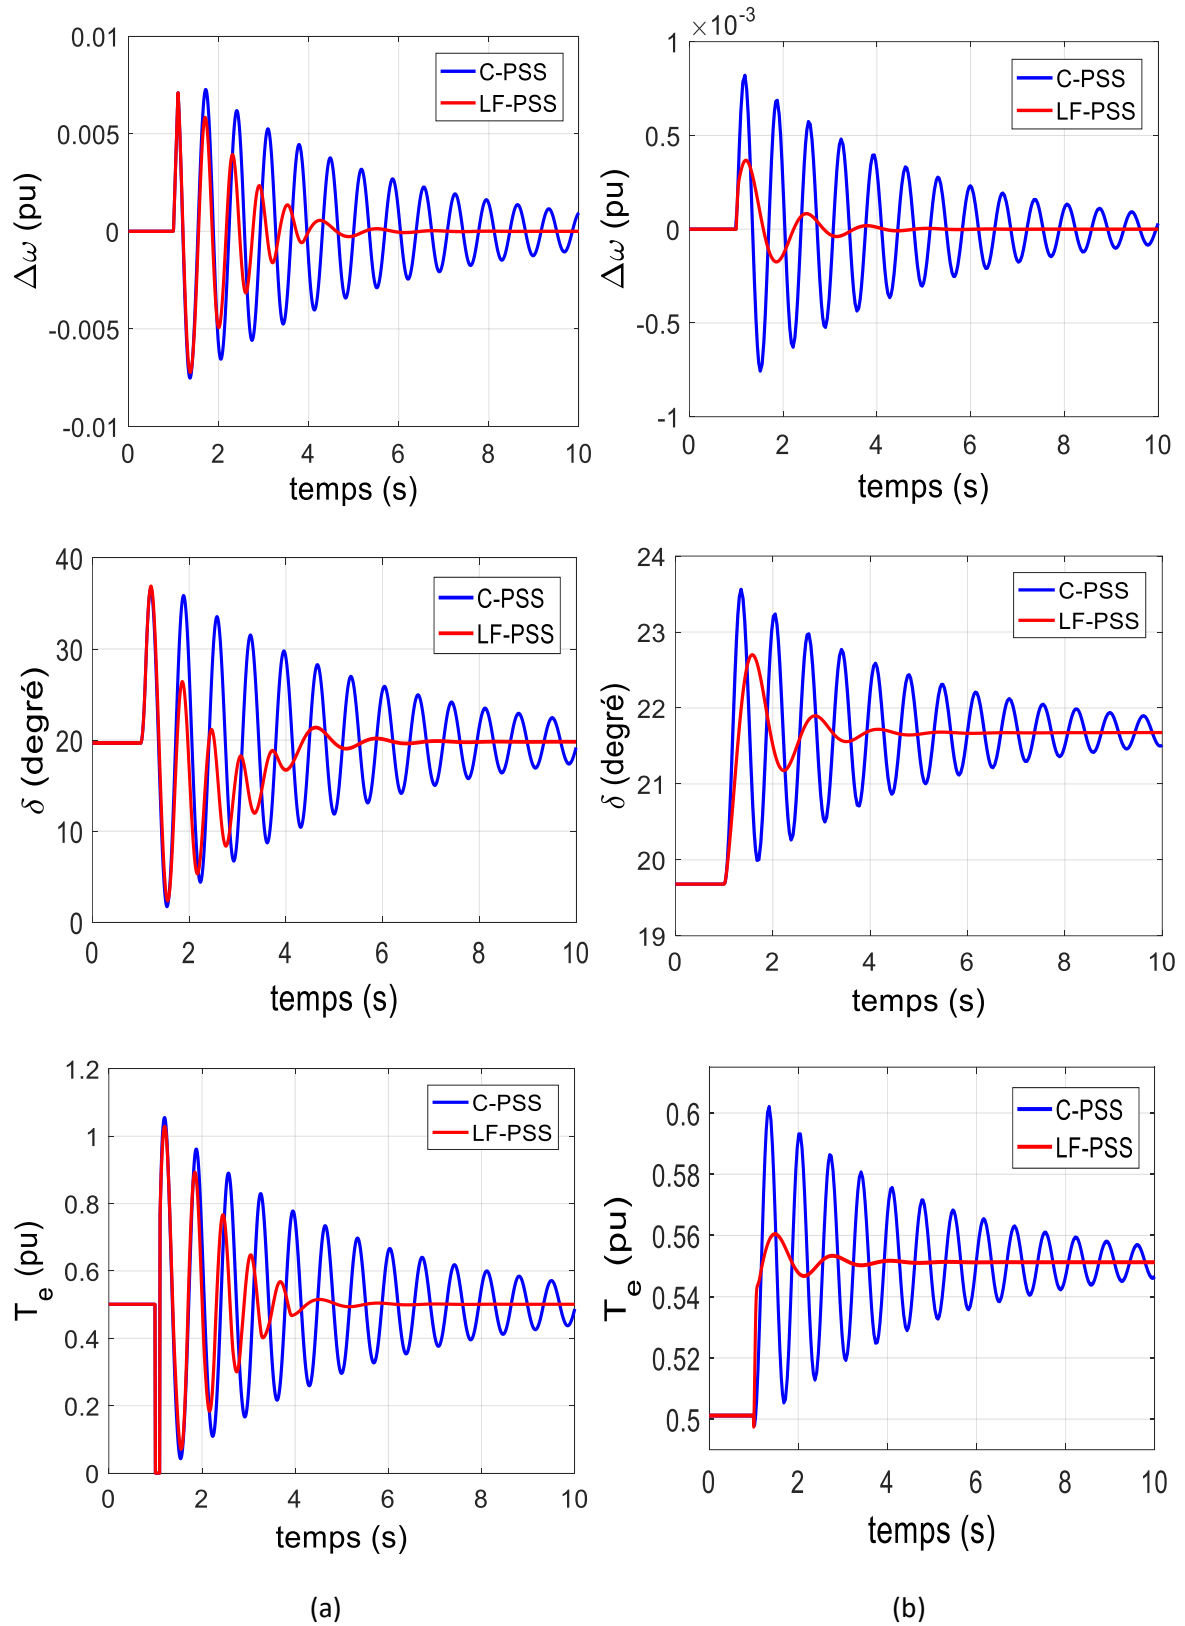 0.01
0.005
0
-0.005
-0.01
Δω (pu)
C-PSS
LF-PSS
0 2 4 6 8 10
temps (s)
×10⁻³
1
0.5
0
-0.5
-1
Δω (pu)
C-PSS
LF-PSS
0 2 4 6 8 10
temps (s)
40
30
20
10
0
δ (degré)
C-PSS
LF-PSS
0 2 4 6 8 10
temps (s)
24
23
22
21
20
19
δ (degré)
C-PSS
LF-PSS
0 2 4 6 8 10
temps (s)
1.2
1
0.8
0.6
0.4
0.2
0
Te (pu)
C-PSS
LF-PSS
0 2 4 6 8 10
temps (s)
0.6
0.58
0.56
0.54
0.52
0.5
Te (pu)
C-PSS
LF-PSS
0 2 4 6 8 10
temps (s)
(a)
(b)